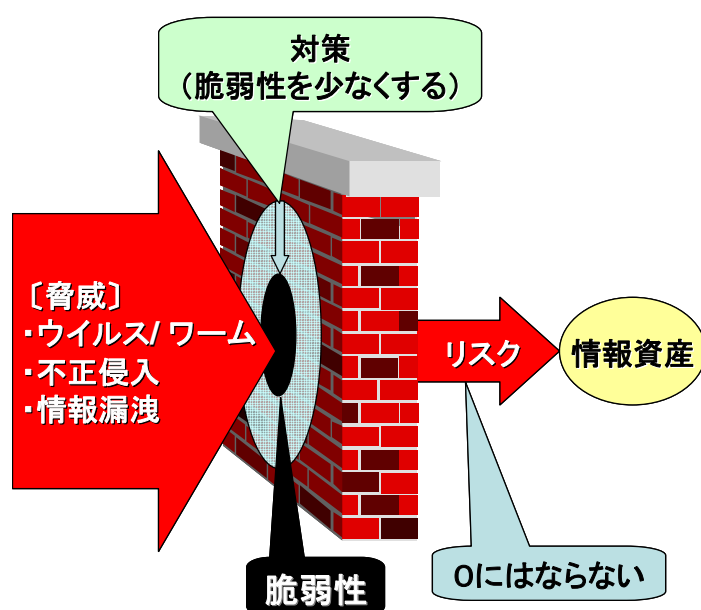 対策
（脆弱性を少なくする）
〔脅威〕
・ウイルス/ワーム
・不正侵入
・情報漏洩
リスク
情報資産
脆弱性
0にはならない